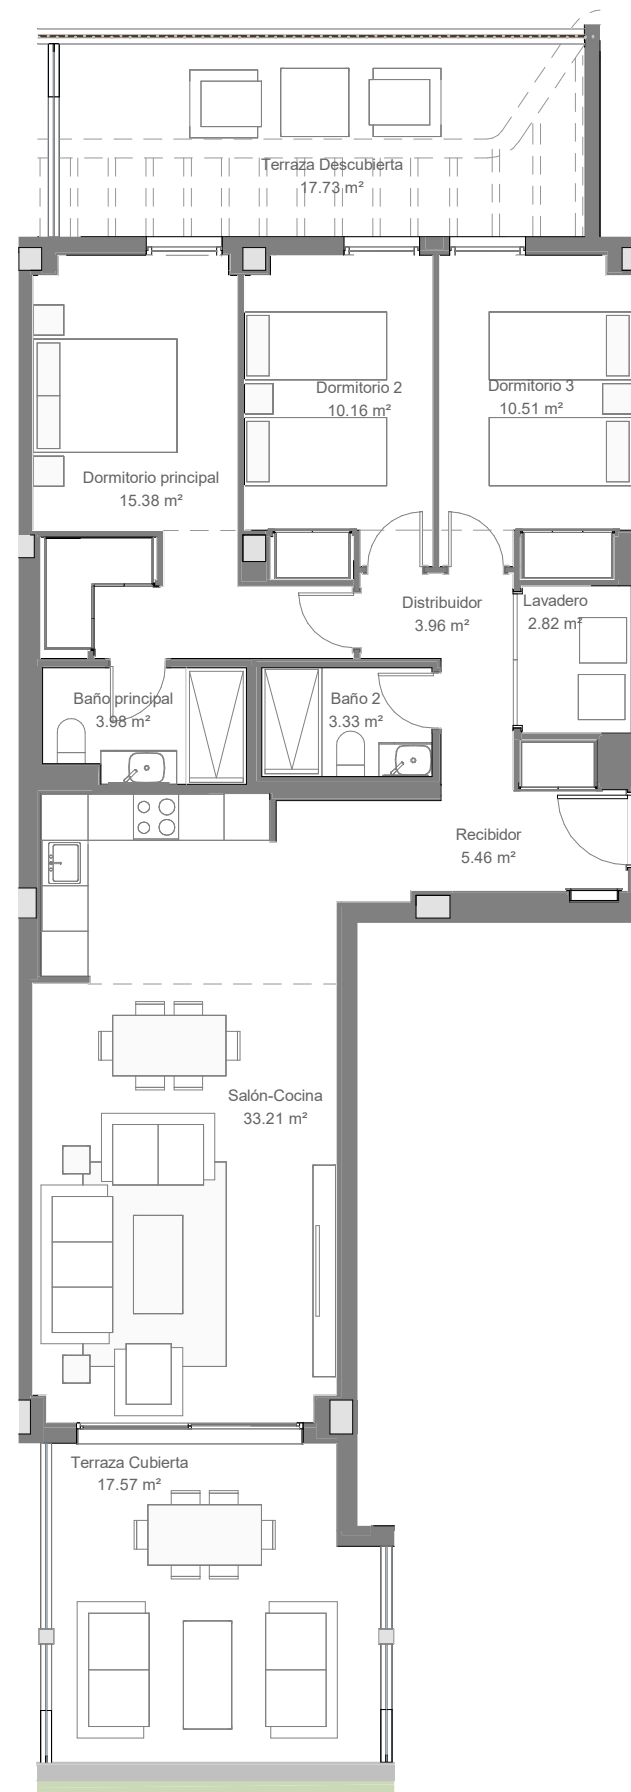 Terraza Descubierta
17.73 m²
Dormitorio 2
10.16 m²
Dormitorio 3
10.51 m²
Dormitorio principal
15.38 m²
Distribuidor
3.96 m²
Lavadero
2.82 m²
Baño principal
3.98 m²
Baño 2
3.33 m²
Recibidor
5.46 m²
Salón-Cocina
33.21 m²
Terraza Cubierta
17.57 m²